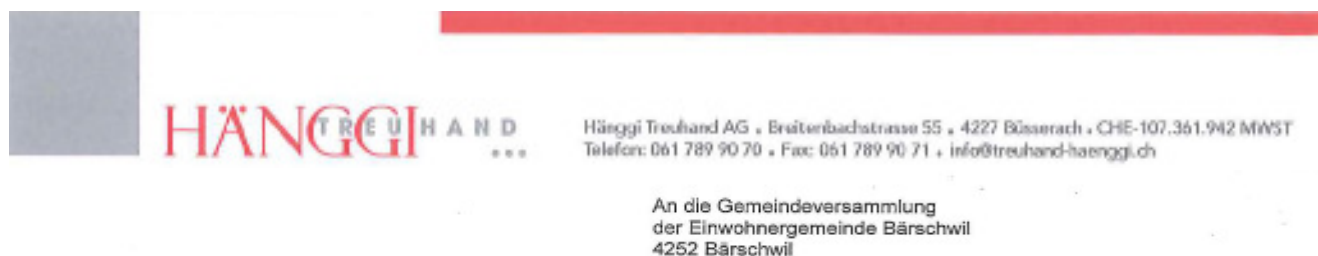 HÄNGGI TREUHAND
Hänggi Treuhand AG • Breitenbachstrasse 55 • 4227 Büsserach • CHE-107.361.942 MWST
Telefon: 061 789 90 70 • Fax: 061 789 90 71 • info@treuhand-haenggi.ch
An die Gemeindeversammlung
der Einwohnergemeinde Bärschwil
4252 Bärschwil